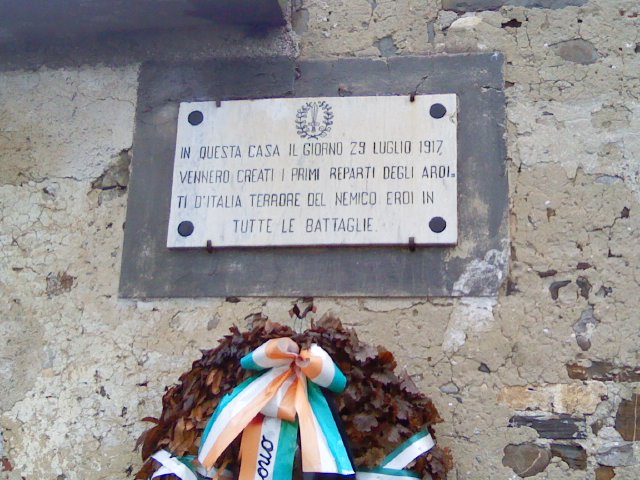 IN QUESTA CASA IL GIORNO 29 LUGLIO 1917,
VENNERO CREATI I PRIMI REPARTI DEGLI ARDI-
TI D'ITALIA TERRORE DEL NEMICO EROI IN
TUTTE LE BATTAGLIE.